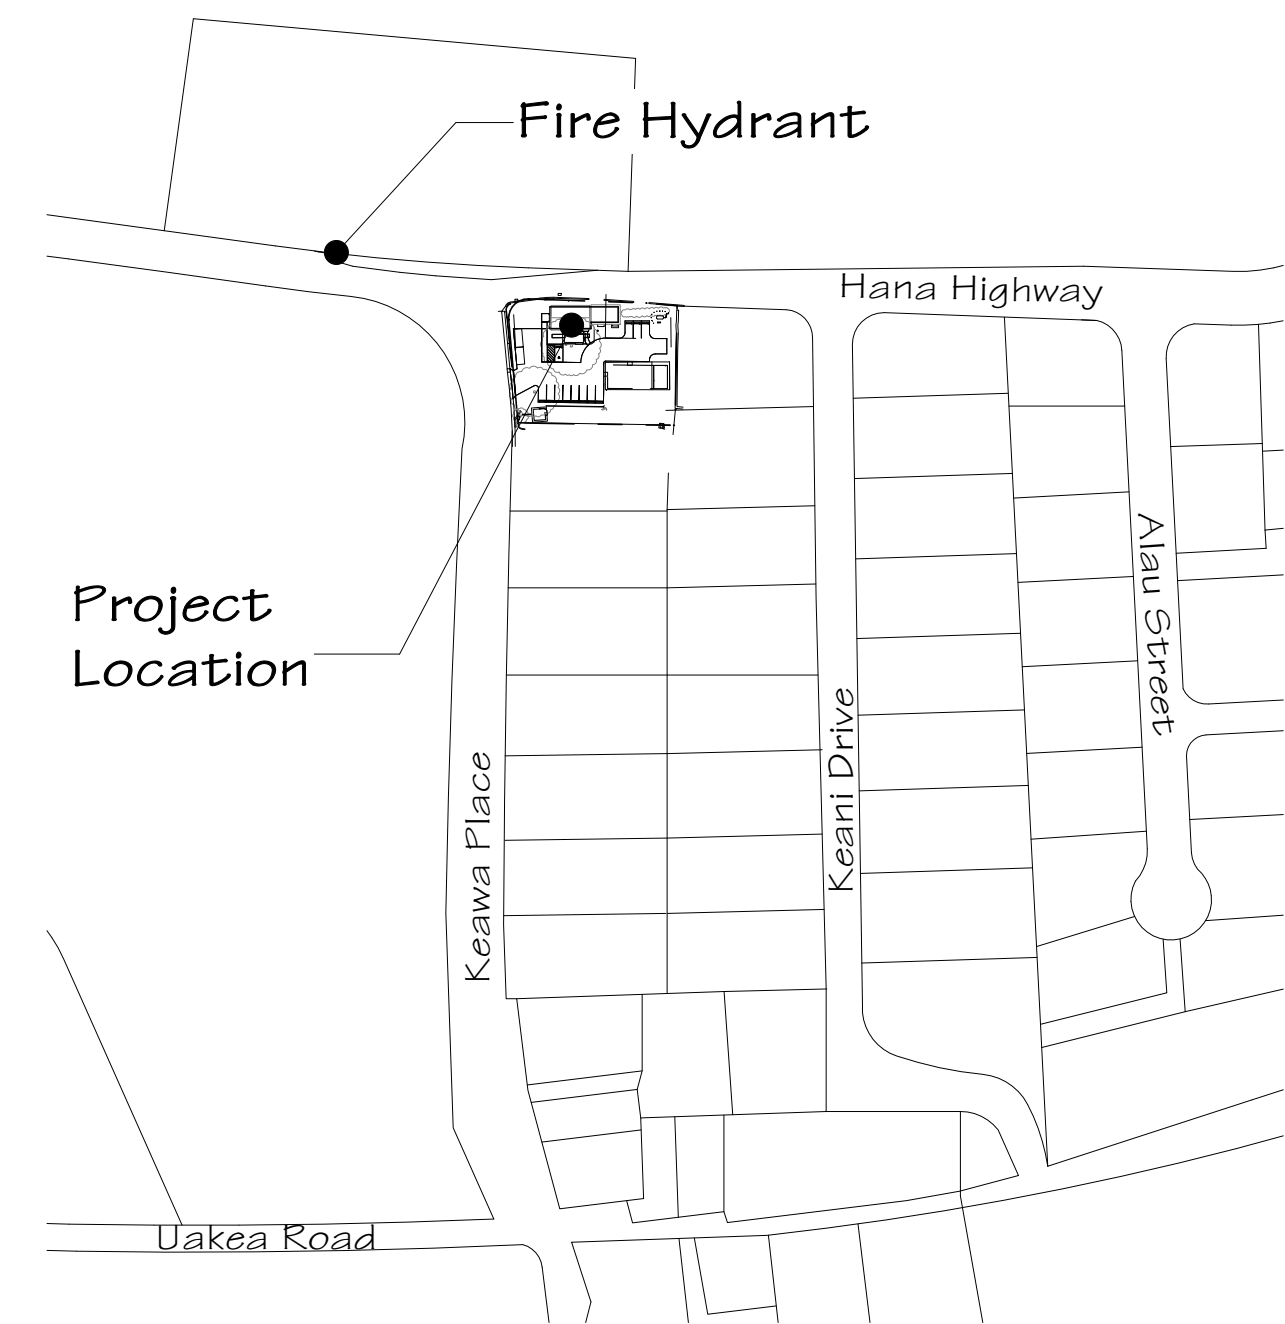 Fire Hydrant
Hana Highway
Alau Street
Project
Location
Keani Drive
Keawa Place
Uakea Road